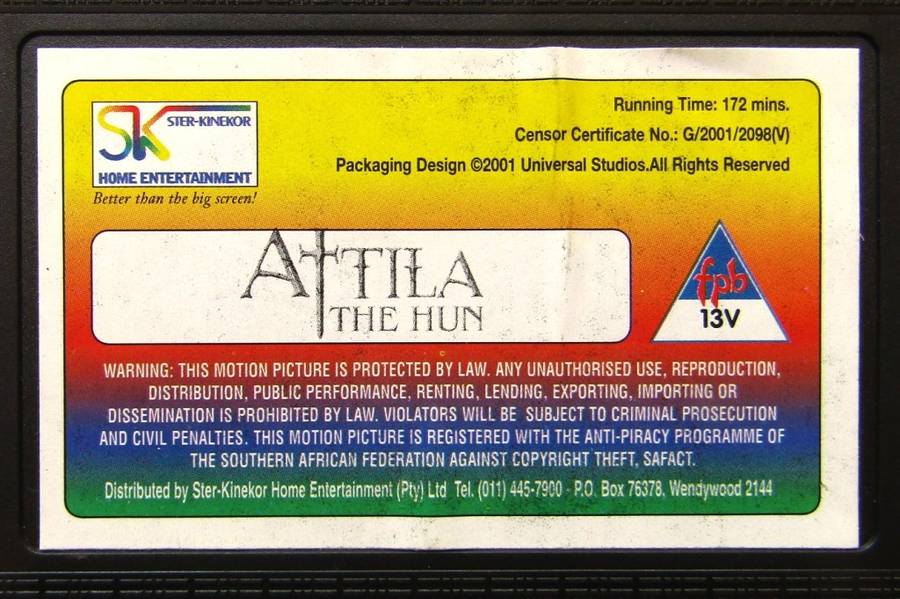 SK STER-KINEKOR
HOME ENTERTAINMENT
Better than the big screen!
Running Time: 172 mins.
Censor Certificate No.: G/2001/2098(V)
Packaging Design ©2001 Universal Studios.All Rights Reserved
ATTILA
THE HUN
fpb
13V
WARNING: THIS MOTION PICTURE IS PROTECTED BY LAW. ANY UNAUTHORISED USE, REPRODUCTION,
DISTRIBUTION, PUBLIC PERFORMANCE, RENTING, LENDING, EXPORTING, IMPORTING OR
DISSEMINATION IS PROHIBITED BY LAW. VIOLATORS WILL BE SUBJECT TO CRIMINAL PROSECUTION
AND CIVIL PENALTIES. THIS MOTION PICTURE IS REGISTERED WITH THE ANTI-PIRACY PROGRAMME OF
THE SOUTHERN AFRICAN FEDERATION AGAINST COPYRIGHT THEFT, SAFACT.
Distributed by Ster-Kinekor Home Entertainment (Pty) Ltd Tel. (011) 445-7900 - P.O. Box 76378, Wendywood 2144